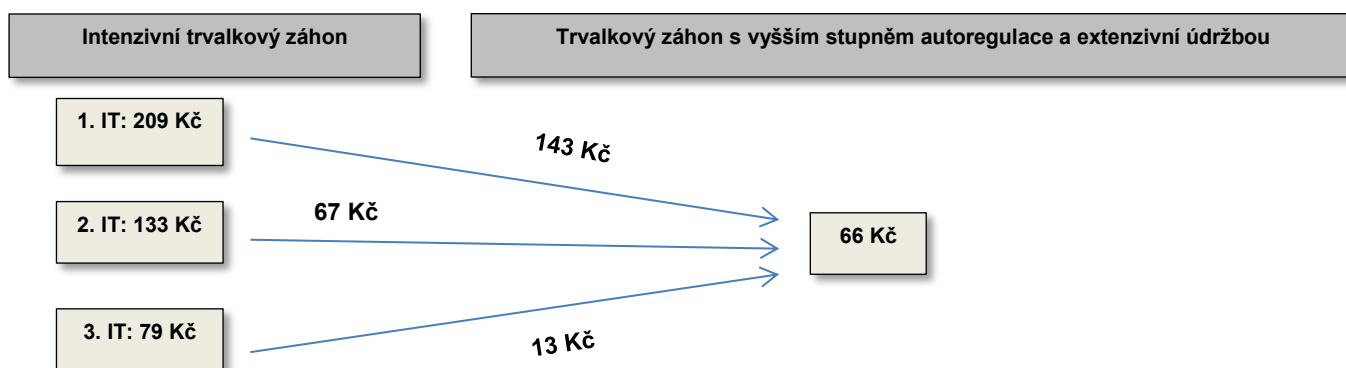 Intenzivní trvalkový záhon
Trvalkový záhon s vyšším stupněm autoregulace a extenzivní údržbou
1. IT: 209 Kč
143 Kč
2. IT: 133 Kč
67 Kč
66 Kč
3. IT: 79 Kč
13 Kč